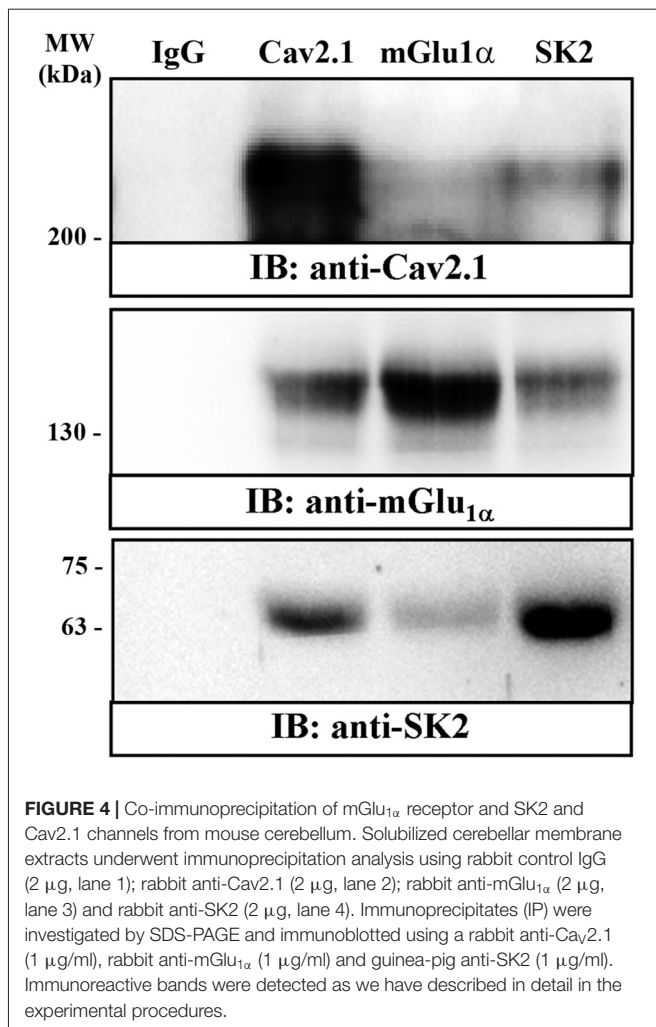 MW IgG Cav2.1 mGlu1α SK2
(kDa)
200 -
IB: anti-Cav2.1
130 -
IB: anti-mGlu1α
75 -
63 -
IB: anti-SK2
FIGURE 4 | Co-immunoprecipitation of mGlu1α receptor and SK2 and
Cav2.1 channels from mouse cerebellum. Solubilized cerebellar membrane
extracts underwent immunoprecipitation analysis using rabbit control IgG
(2 μg, lane 1); rabbit anti-Cav2.1 (2 μg, lane 2); rabbit anti-mGlu1α (2 μg,
lane 3) and rabbit anti-SK2 (2 μg, lane 4). Immunoprecipitates (IP) were
investigated by SDS-PAGE and immunoblotted using a rabbit anti-CaV2.1
(1 μg/ml), rabbit anti-mGlu1α (1 μg/ml) and guinea-pig anti-SK2 (1 μg/ml).
Immunoreactive bands were detected as we have described in detail in the
experimental procedures.